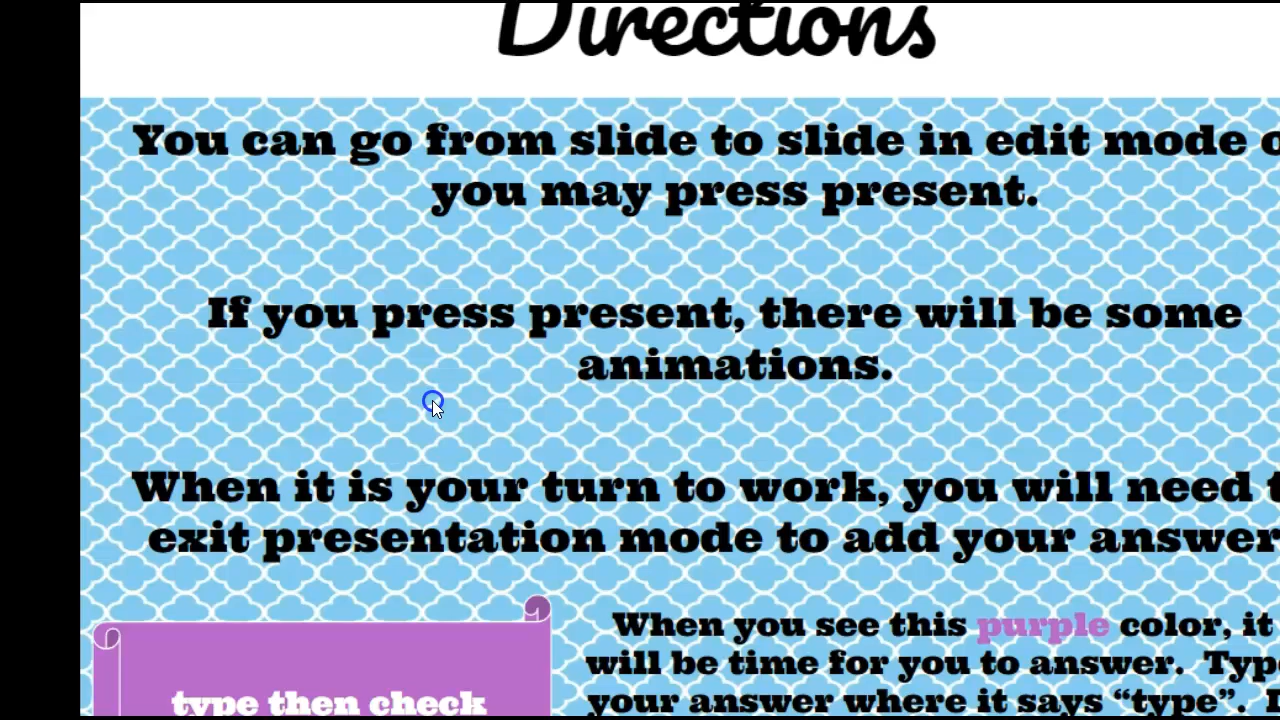 Directions
You can go from slide to slide in edit mode
you may press present.
If you press present, there will be some
animations.
When it is your turn to work, you will need
exit presentation mode to add your answer
When you see this purple color, it
will be time for you to answer. Type
your answer where it says “type”.
type then check